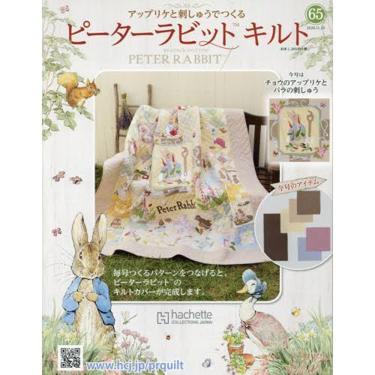 アップリケと刺しゅうでつくる
ピーターラビット™キルト
PETER RABBIT™
65
今号は
チョウのアップリケと
バラの刺しゅう
今号のアイテム
Peter Rabb
毎号つくるパターンをつなげると、
ピーターラビット™の
キルトカバーが完成します。
hachette
COLLECTIONS JAPAN
www.hcj.jp/prquilt